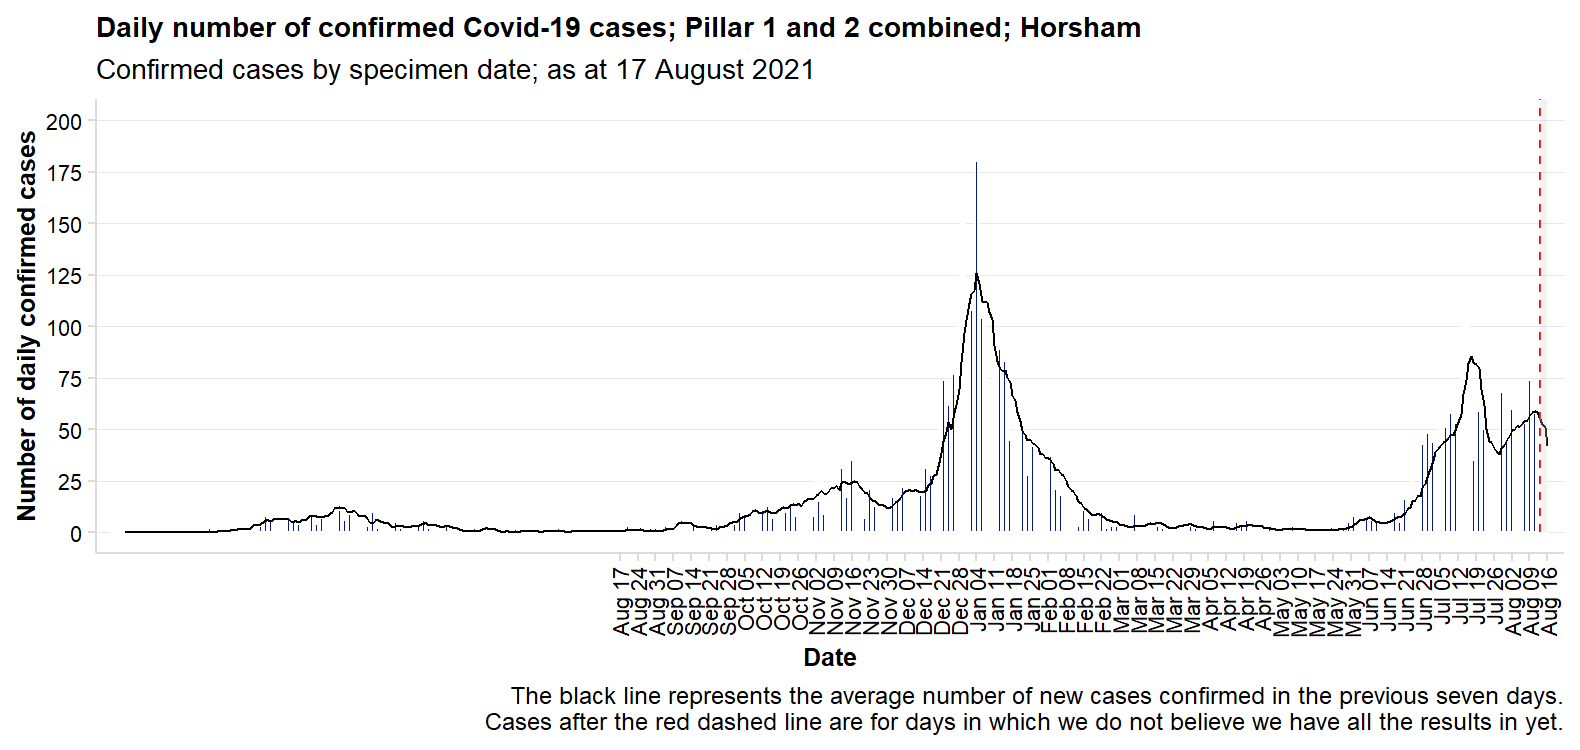 Daily number of confirmed Covid-19 cases; Pillar 1 and 2 combined; Horsham
Confirmed cases by specimen date; as at 17 August 2021
Number of daily confirmed cases
200
175
150
125
100
75
50
25
0
Aug 17
Aug 24
Aug 31
Sep 07
Sep 14
Sep 21
Sep 28
Oct 05
Oct 12
Oct 19
Oct 26
Nov 02
Nov 09
Nov 16
Nov 23
Nov 30
Dec 07
Dec 14
Dec 21
Dec 28
Jan 04
Jan 11
Jan 18
Jan 25
Feb 01
Feb 08
Feb 15
Feb 22
Mar 01
Mar 08
Mar 15
Mar 22
Mar 29
Apr 05
Apr 12
Apr 19
Apr 26
May 03
May 10
May 17
May 24
May 31
Jun 07
Jun 14
Jun 21
Jun 28
Jul 05
Jul 12
Jul 19
Jul 26
Aug 02
Aug 09
Aug 16
Date
The black line represents the average number of new cases confirmed in the previous seven days.
Cases after the red dashed line are for days in which we do not believe we have all the results in yet.